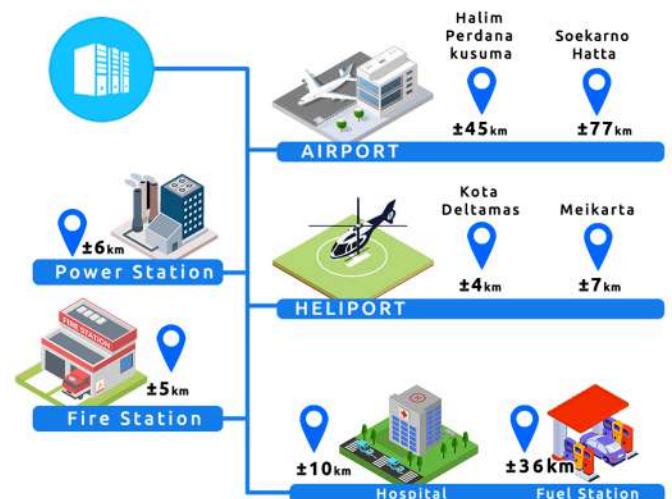 Halim
Perdana
kusuma
Soekarno
Hatta
±45km
±77km
AIRPORT
±6km
Power Station
Kota
Deltamas
Meikarta
±4km
±7km
HELIPORT
FIRE STATION
±5km
Fire Station
±10km
±36km
Hospital
Fuel Station